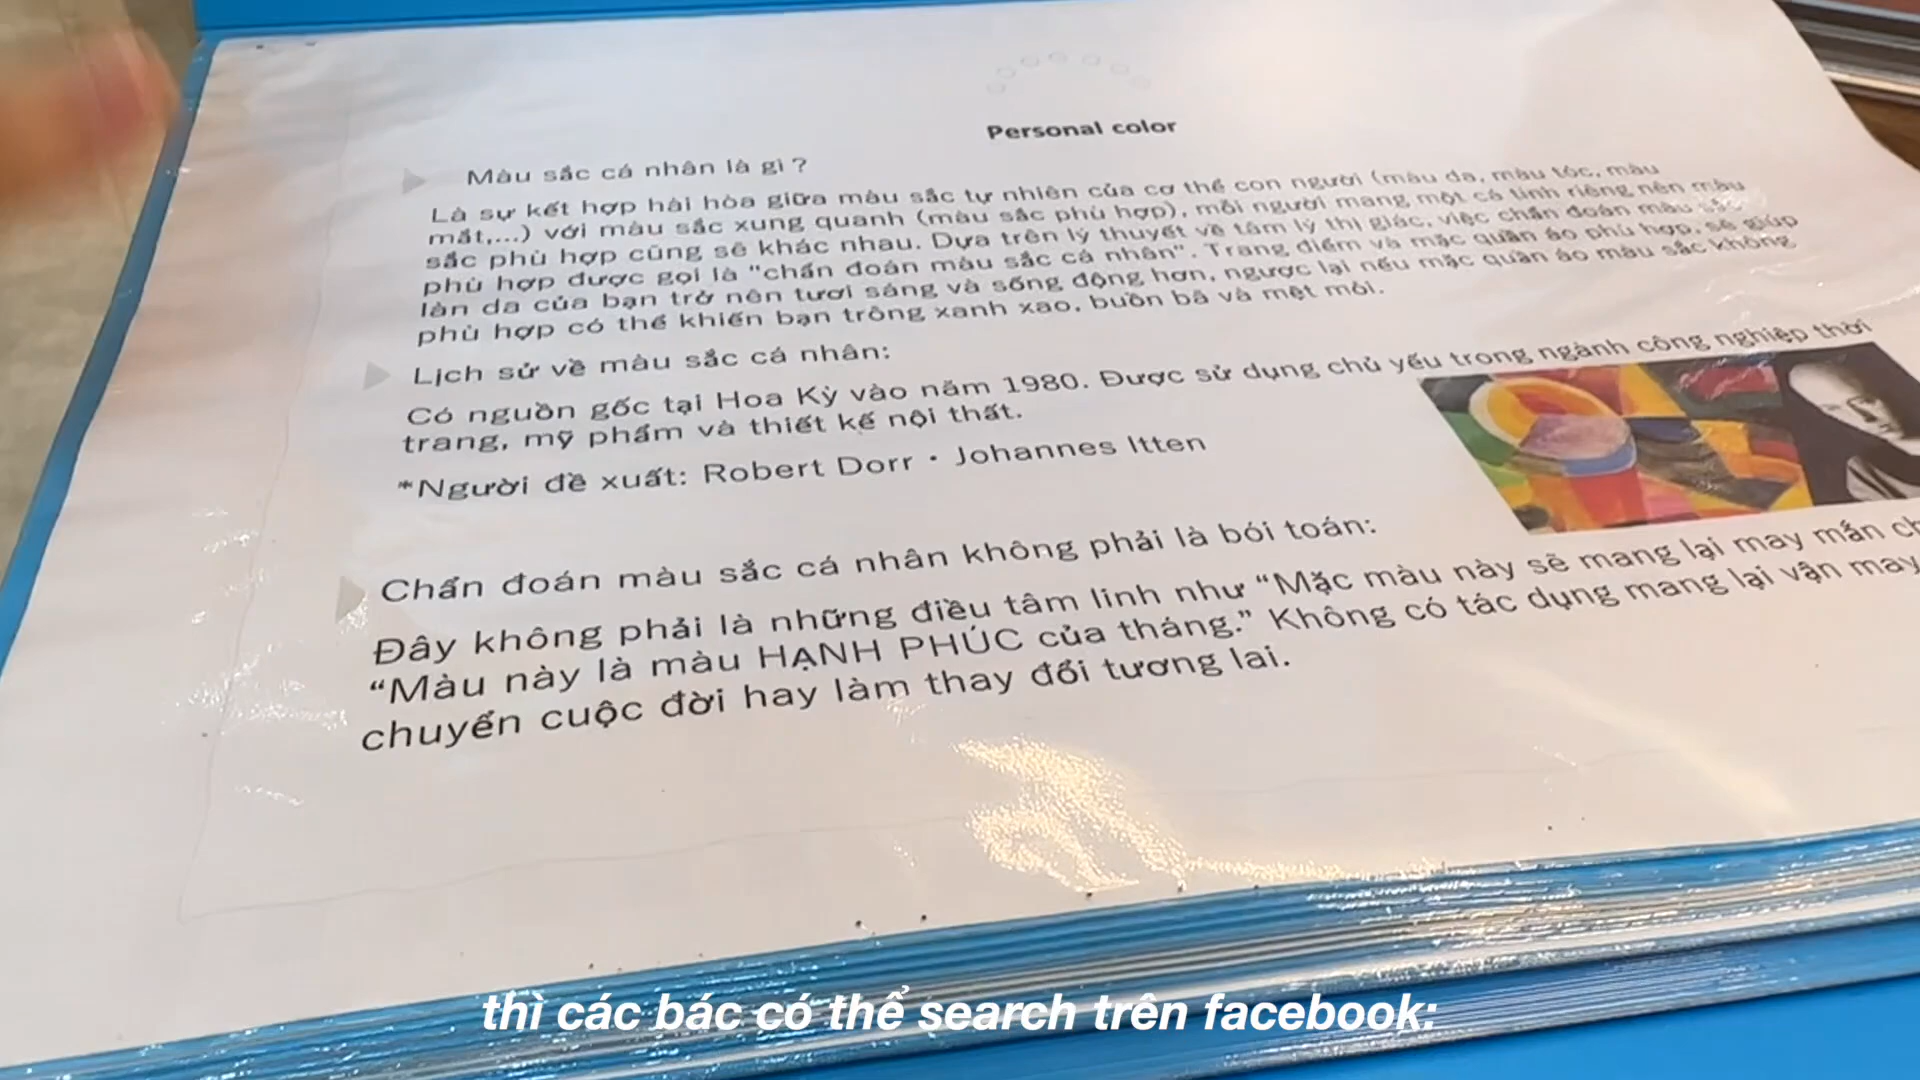 Personal color
Màu sắc cá nhân là gì ?
Là sự kết hợp hài hòa giữa màu sắc tự nhiên của cơ thể con người (màu da, màu tóc, màu
mắt,...) với màu sắc xung quanh (màu sắc phù hợp), mỗi người mang một cá tính riêng nên màu
sắc phù hợp cũng sẽ khác nhau. Dựa trên lý thuyết về tâm lý thị giác, việc chẩn đoán màu sắc
phù hợp được gọi là "chẩn đoán màu sắc cá nhân". Trang điểm và mặc quần áo phù hợp, sẽ giúp
làn da của bạn trở nên tươi sáng và sống động hơn, ngược lại nếu mặc quần áo màu sắc không
phù hợp có thể khiến bạn trông xanh xao, buồn bã và mệt mỏi.
Lịch sử về màu sắc cá nhân:
Có nguồn gốc tại Hoa Kỳ vào năm 1980. Được sử dụng chủ yếu trong ngành công nghiệp thời
trang, mỹ phẩm và thiết kế nội thất.
*Người đề xuất: Robert Dorr · Johannes Itten
Chẩn đoán màu sắc cá nhân không phải là bói toán:
Đây không phải là những điều tâm linh như “Mặc màu này sẽ mang lại may mắn
“Màu này là màu HẠNH PHÚC của tháng.” Không có tác dụng mang lại vận may
chuyển cuộc đời hay làm thay đổi tương lai.
thì các bác có thể search trên facebook: